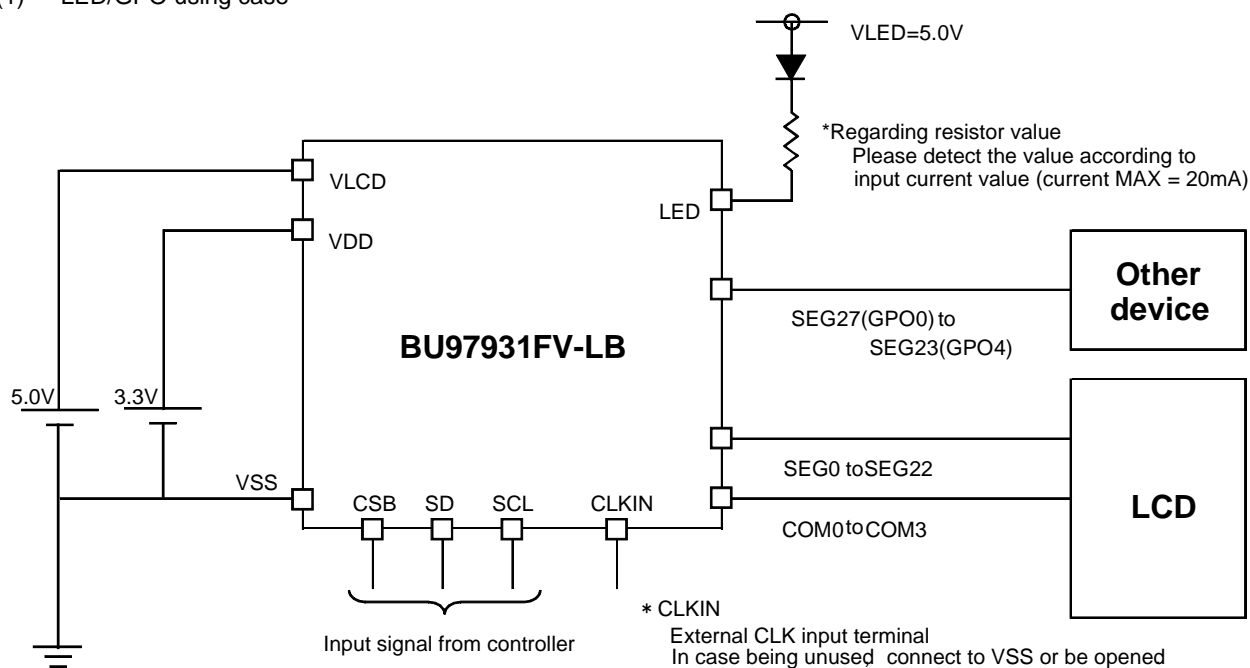 (1) LED/GPO using case
VLED=5.0V
*Regarding resistor value
Please detect the value according to
input current value (current MAX = 20mA)
VLCD
LED
VDD
Other
device
SEG27(GPO0) to
SEG23(GPO4)
BU97931FV-LB
5.0V
3.3V
SEG0 toSEG22
VSS
CSB
SD
SCL
CLKIN
LCD
COM0toCOM3
* CLKIN
External CLK input terminal
In case being unused, connect to VSS or be opened
Input signal from controller